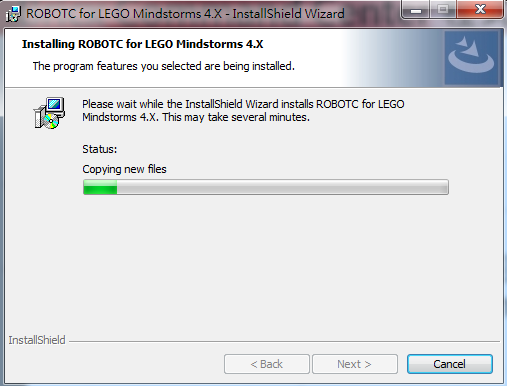 ROBOTC for LEGO Mindstorms 4.X - InstallShield Wizard
Installing ROBOTC for LEGO Mindstorms 4.X
The program features you selected are being installed.
Please wait while the InstallShield Wizard installs ROBOTC for LEGO
Mindstorms 4.X. This may take several minutes.
Status:
Copying new files
InstallShield
< Back
Next >
Cancel